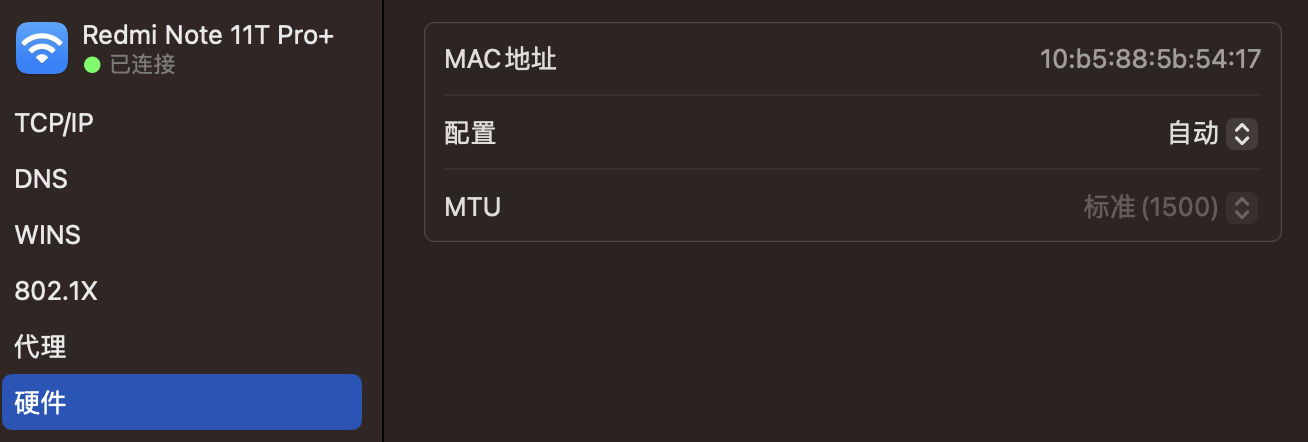 Redmi Note 11T Pro+
已连接
TCP/IP
DNS
WINS
802.1X
代理
硬件
MAC地址 10:b5:88:5b:54:17
配置 自动
MTU 标准 (1500)